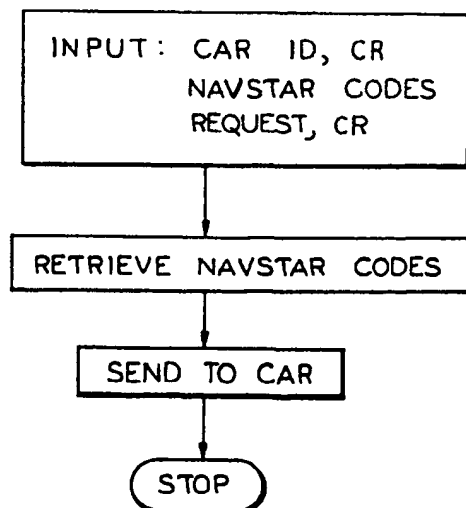 INPUT: CAR ID, CR
NAVSTAR CODES
REQUEST, CR
RETRIEVE NAVSTAR CODES
SEND TO CAR
STOP